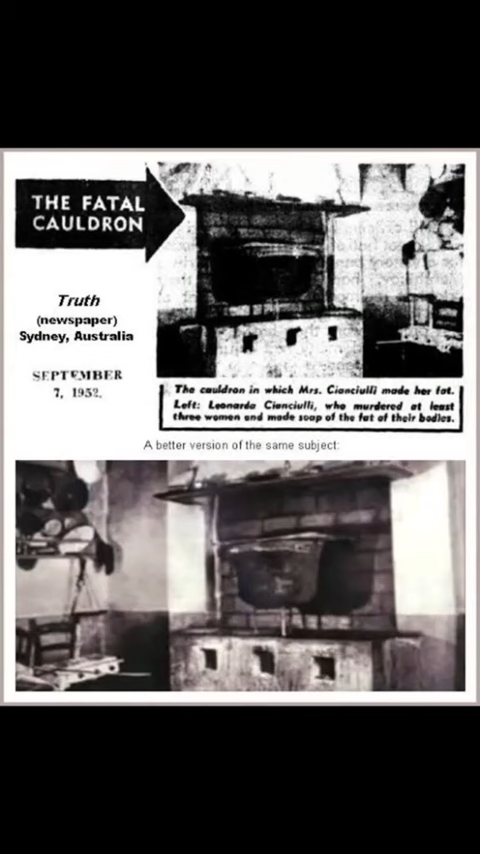 THE FATAL
CAULDRON
Truth
(newspaper)
Sydney, Australia
SEPTEMBER
7, 1952.
The cauldron in which Mrs. Cianciulli made her fat.
Left: Leonarda Cianciulli, who murdered at least
three women and made soap of the fat of their bodies.
A better version of the same subject: